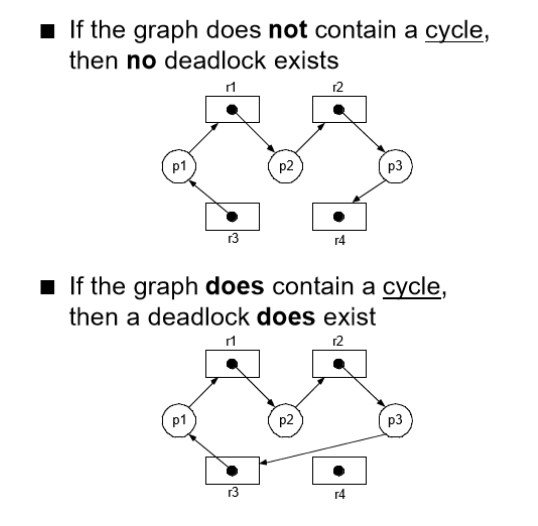 ■ If the graph does not contain a cycle,
then no deadlock exists
r1 r2
p1 p2 p3
r3 r4
■ If the graph does contain a cycle,
then a deadlock does exist
r1 r2
p1 p2 p3
r3 r4